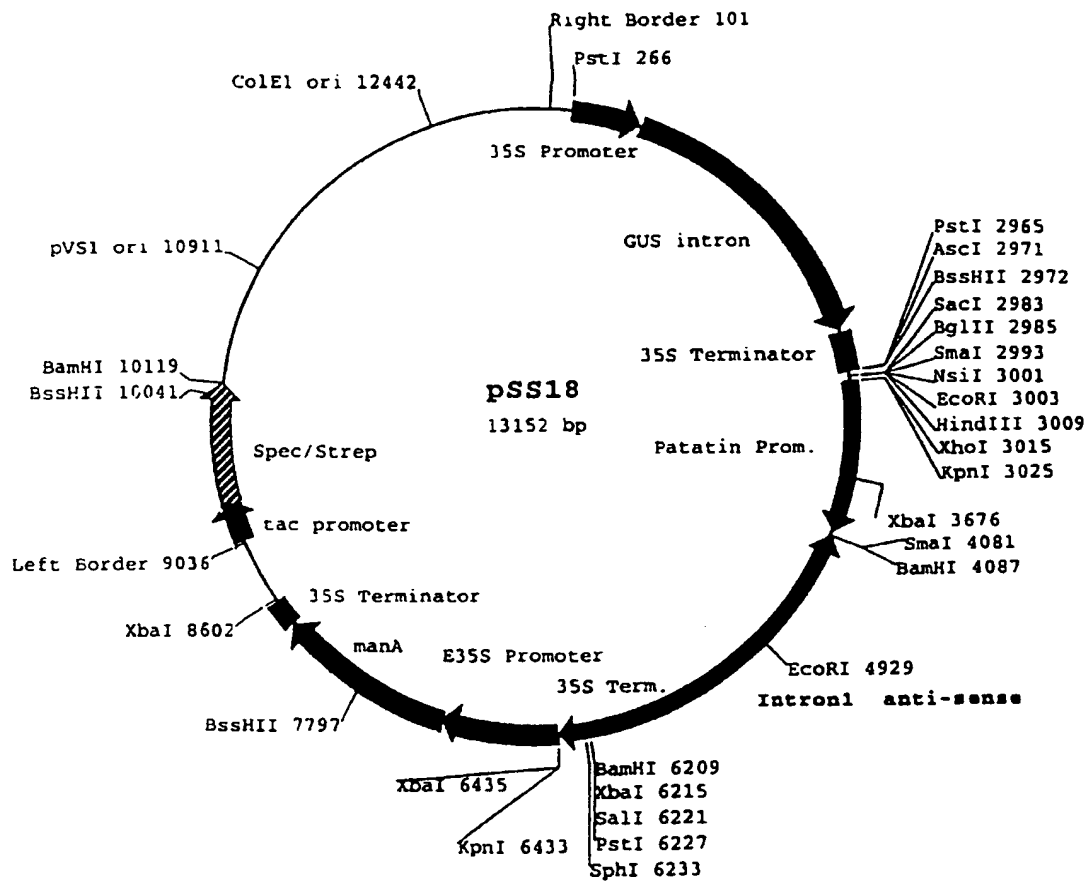 Right Border 101
PstI 266
ColE1 ori 12442
35S Promoter
pVS1 ori 10911
GUS intron
PstI 2965
AscI 2971
BssHII 2972
SacI 2983
BglII 2985
SmaI 2993
NsiI 3001
EcoRI 3003
HindIII 3009
XhoI 3015
KpnI 3025
35S Terminator
BamHI 10119
BssHII 10041
pSS18
13152 bp
Patatin Prom.
Spec/Strep
XbaI 3676
SmaI 4081
BamHI 4087
tac promoter
Left Border 9036
35S Terminator
XbaI 8602
manA
E35S Promoter
35S Term.
EcoRI 4929
Intron1 anti-sense
BssHII 7797
BamHI 6209
XbaI 6215
SalI 6221
PstI 6227
SphI 6233
XbaI 6435
KpnI 6433